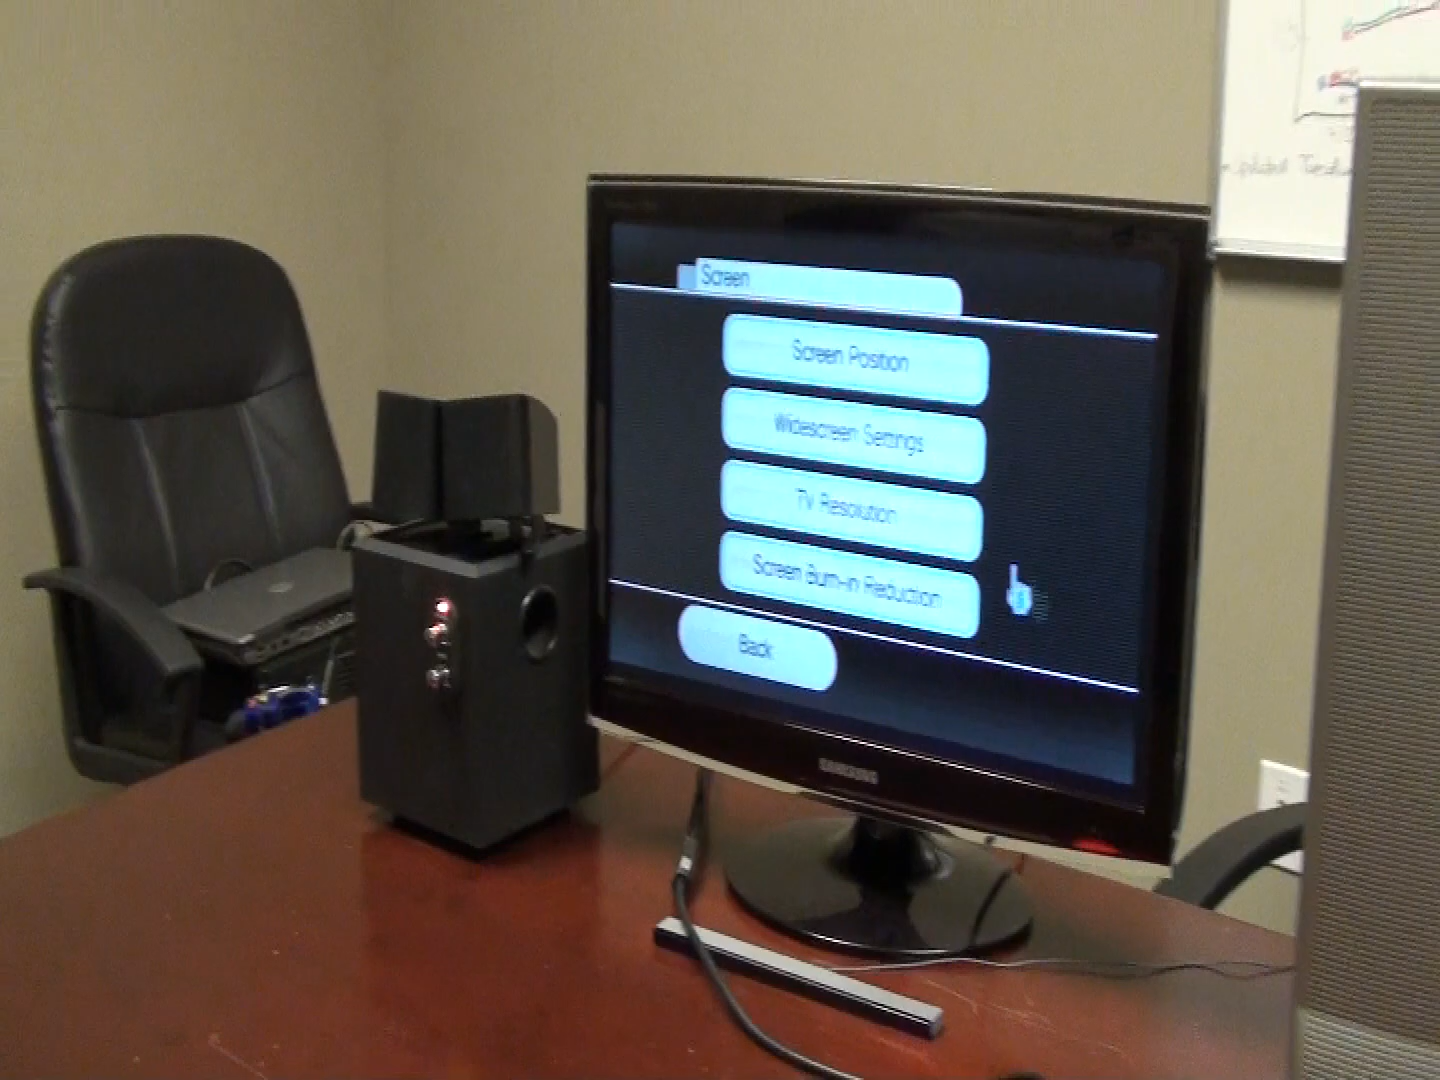 Screen
Screen Position
Widescreen Settings
TV Resolution
Screen Burn-in Reduction
Back
SAMSUNG